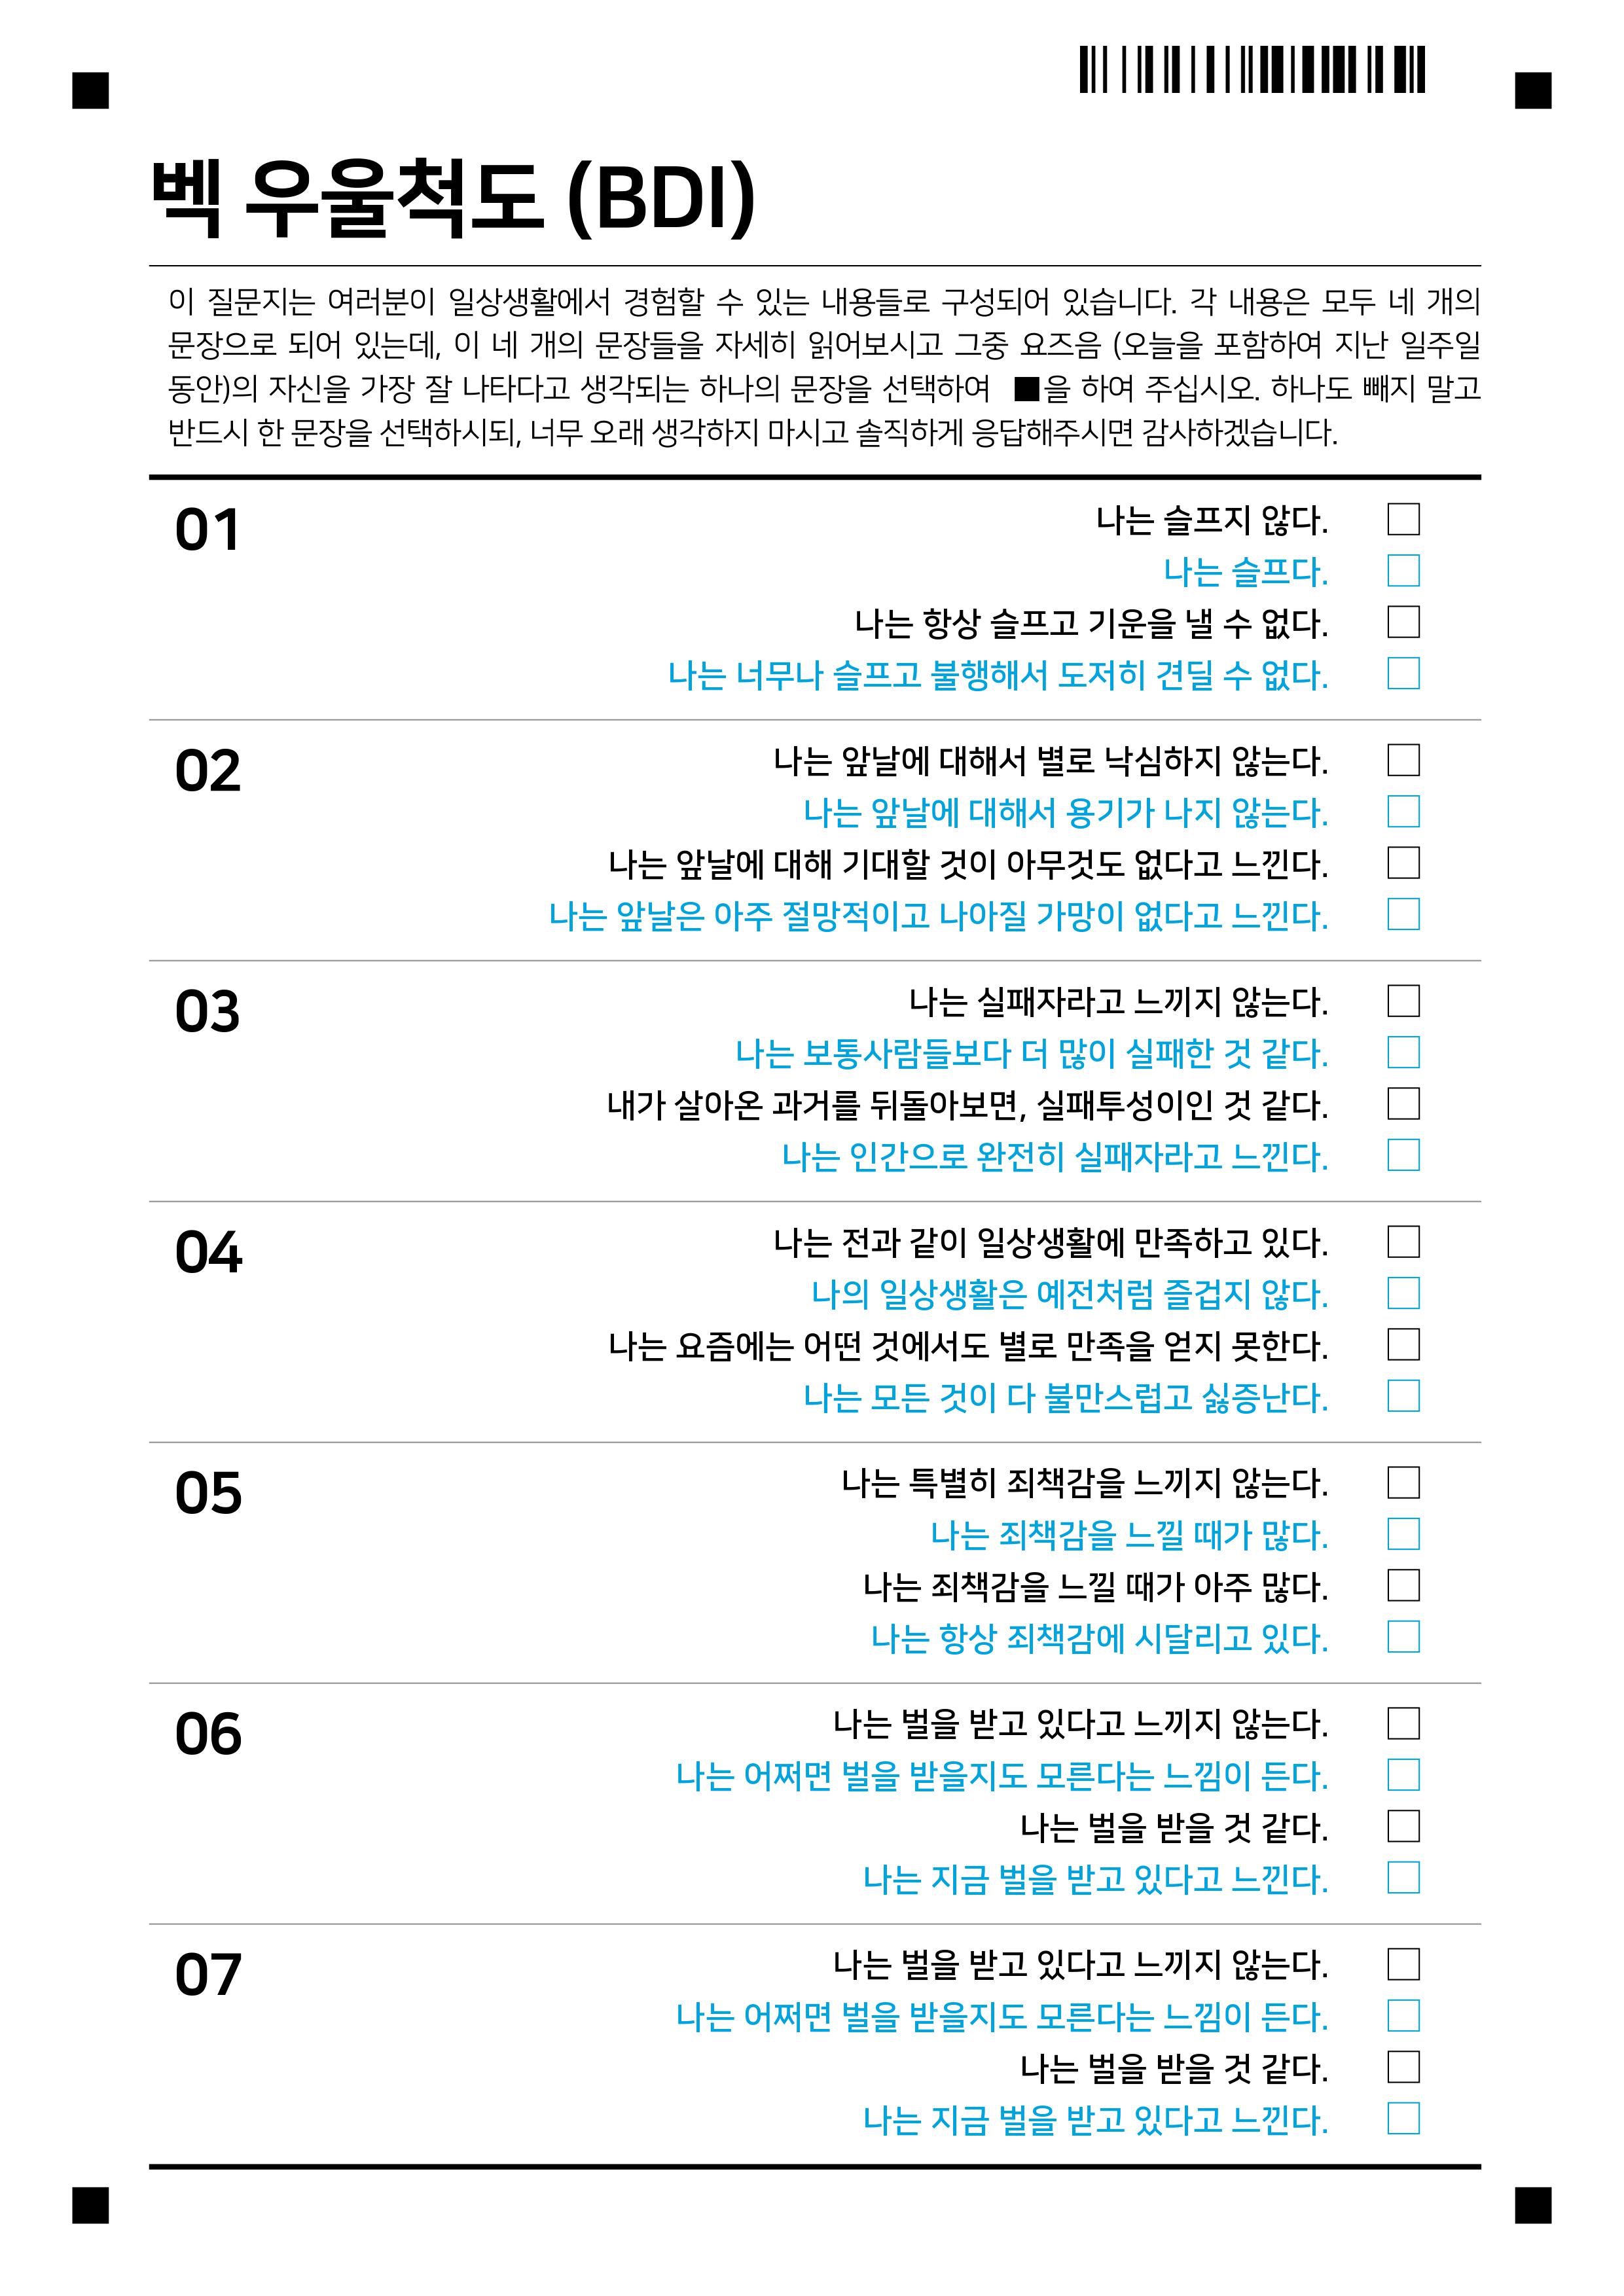 벡 우울척도 (BDI)
이 질문지는 여러분이 일상생활에서 경험할 수 있는 내용들로 구성되어 있습니다. 각 내용은 모두 네 개의
문장으로 되어 있는데, 이 네 개의 문장들을 자세히 읽어보시고 그중 요즈음 (오늘을 포함하여 지난 일주일
동안)의 자신을 가장 잘 나타다고 생각되는 하나의 문장을 선택하여 ■을 하여 주십시오. 하나도 빼지 말고
반드시 한 문장을 선택하시되, 너무 오래 생각하지 마시고 솔직하게 응답해주시면 감사하겠습니다.
01
나는 슬프지 않다.
나는 슬프다.
나는 항상 슬프고 기운을 낼 수 없다.
나는 너무나 슬프고 불행해서 도저히 견딜 수 없다.
02
나는 앞날에 대해서 별로 낙심하지 않는다.
나는 앞날에 대해서 용기가 나지 않는다.
나는 앞날에 대해 기대할 것이 아무것도 없다고 느낀다.
나는 앞날은 아주 절망적이고 나아질 가망이 없다고 느낀다.
03
나는 실패자라고 느끼지 않는다.
나는 보통사람들보다 더 많이 실패한 것 같다.
내가 살아온 과거를 뒤돌아보면, 실패투성이인 것 같다.
나는 인간으로 완전히 실패자라고 느낀다.
04
나는 전과 같이 일상생활에 만족하고 있다.
나의 일상생활은 예전처럼 즐겁지 않다.
나는 요즘에는 어떤 것에서도 별로 만족을 얻지 못한다.
나는 모든 것이 다 불만스럽고 싫증난다.
05
나는 특별히 죄책감을 느끼지 않는다.
나는 죄책감을 느낄 때가 많다.
나는 죄책감을 느낄 때가 아주 많다.
나는 항상 죄책감에 시달리고 있다.
06
나는 벌을 받고 있다고 느끼지 않는다.
나는 어쩌면 벌을 받을지도 모른다는 느낌이 든다.
나는 벌을 받을 것 같다.
나는 지금 벌을 받고 있다고 느낀다.
07
나는 벌을 받고 있다고 느끼지 않는다.
나는 어쩌면 벌을 받을지도 모른다는 느낌이 든다.
나는 벌을 받을 것 같다.
나는 지금 벌을 받고 있다고 느낀다.